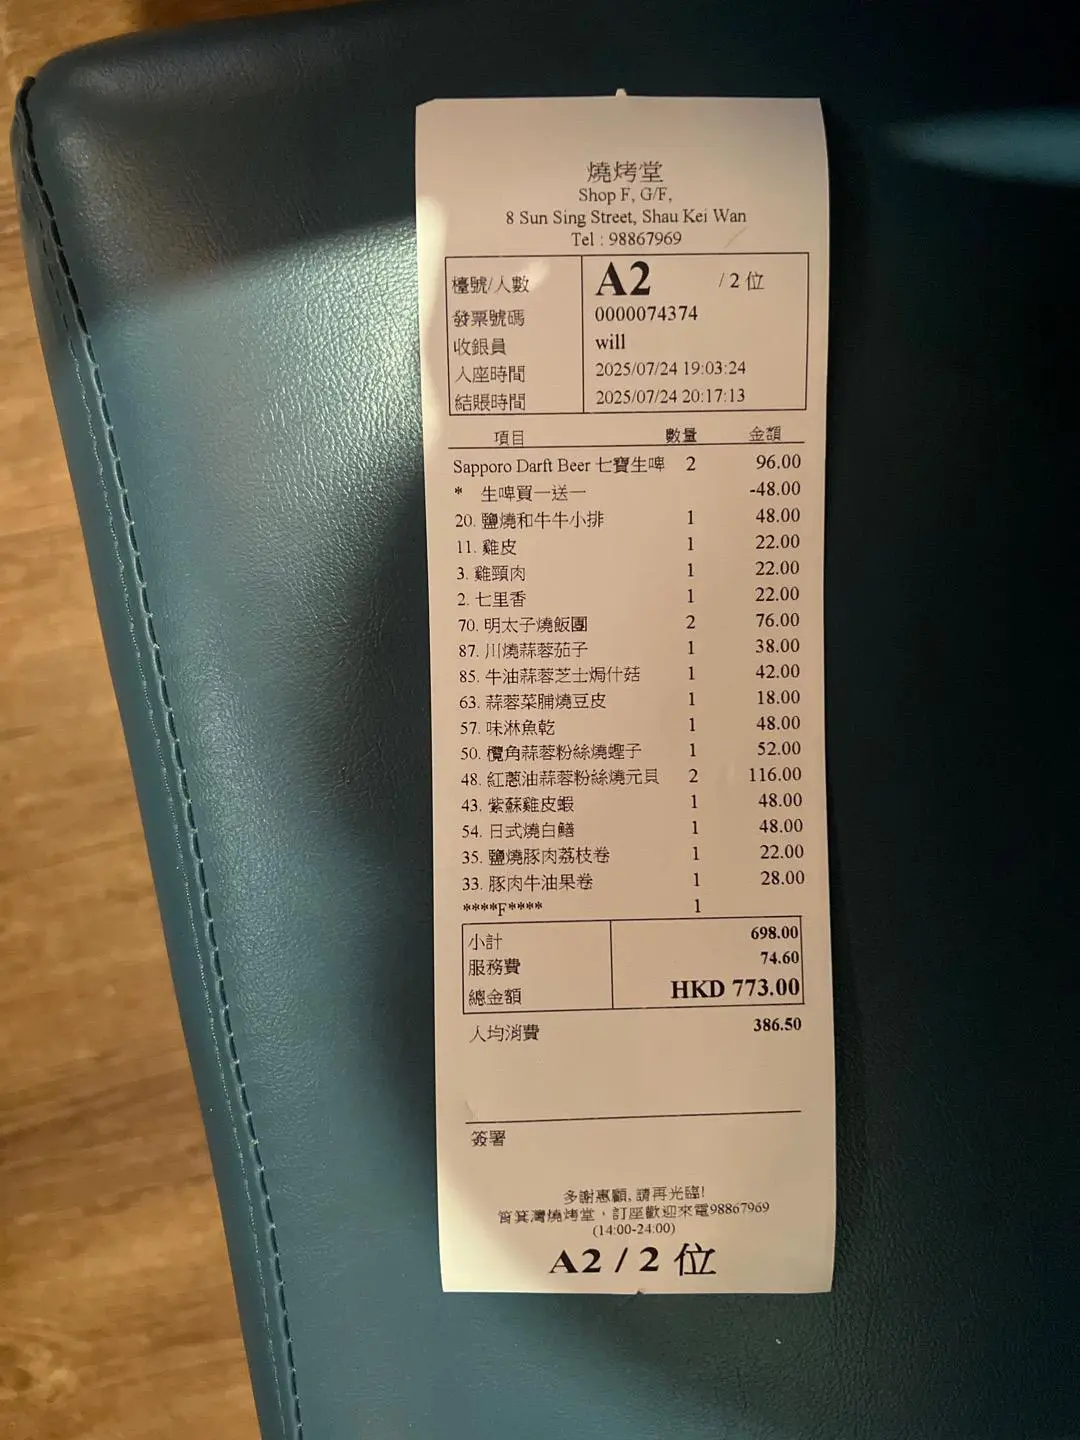 燒烤堂
Shop F, G/F,
8 Sun Sing Street, Shau Kei Wan
Tel : 98867969
檯號/人數 A2 / 2 位
發票號碼 0000074374
收銀員 will
入座時間 2025/07/24 19:03:24
結賬時間 2025/07/24 20:17:13
項目 數量 金額
Sapporo Darft Beer 七寶生啤 2 96.00
* 生啤買一送一 -48.00
20. 鹽燒和牛牛小排 1 48.00
11. 雞皮 1 22.00
3. 雞頸肉 1 22.00
2. 七里香 1 22.00
70. 明太子燒飯團 2 76.00
87. 川燒蒜蓉茄子 1 38.00
85. 牛油蒜蓉芝士焗什菇 1 42.00
63. 蒜蓉菜脯燒豆皮 1 18.00
57. 味淋魚乾 1 48.00
50. 欖角蒜蓉粉絲燒蟶子 1 52.00
48. 紅蔥油蒜蓉粉絲燒元貝 2 116.00
43. 紫蘇雞皮蝦 1 48.00
54. 日式燒白鱔 1 48.00
35. 鹽燒豚肉荔枝卷 1 22.00
33. 豚肉牛油果卷 1 28.00
****F**** 1
小計 698.00
服務費 74.60
總金額 HKD 773.00
人均消費 386.50
簽署
多謝惠顧, 請再光臨!
筲箕灣燒烤堂，訂座歡迎來電98867969
(14:00-24:00)
A2 / 2 位